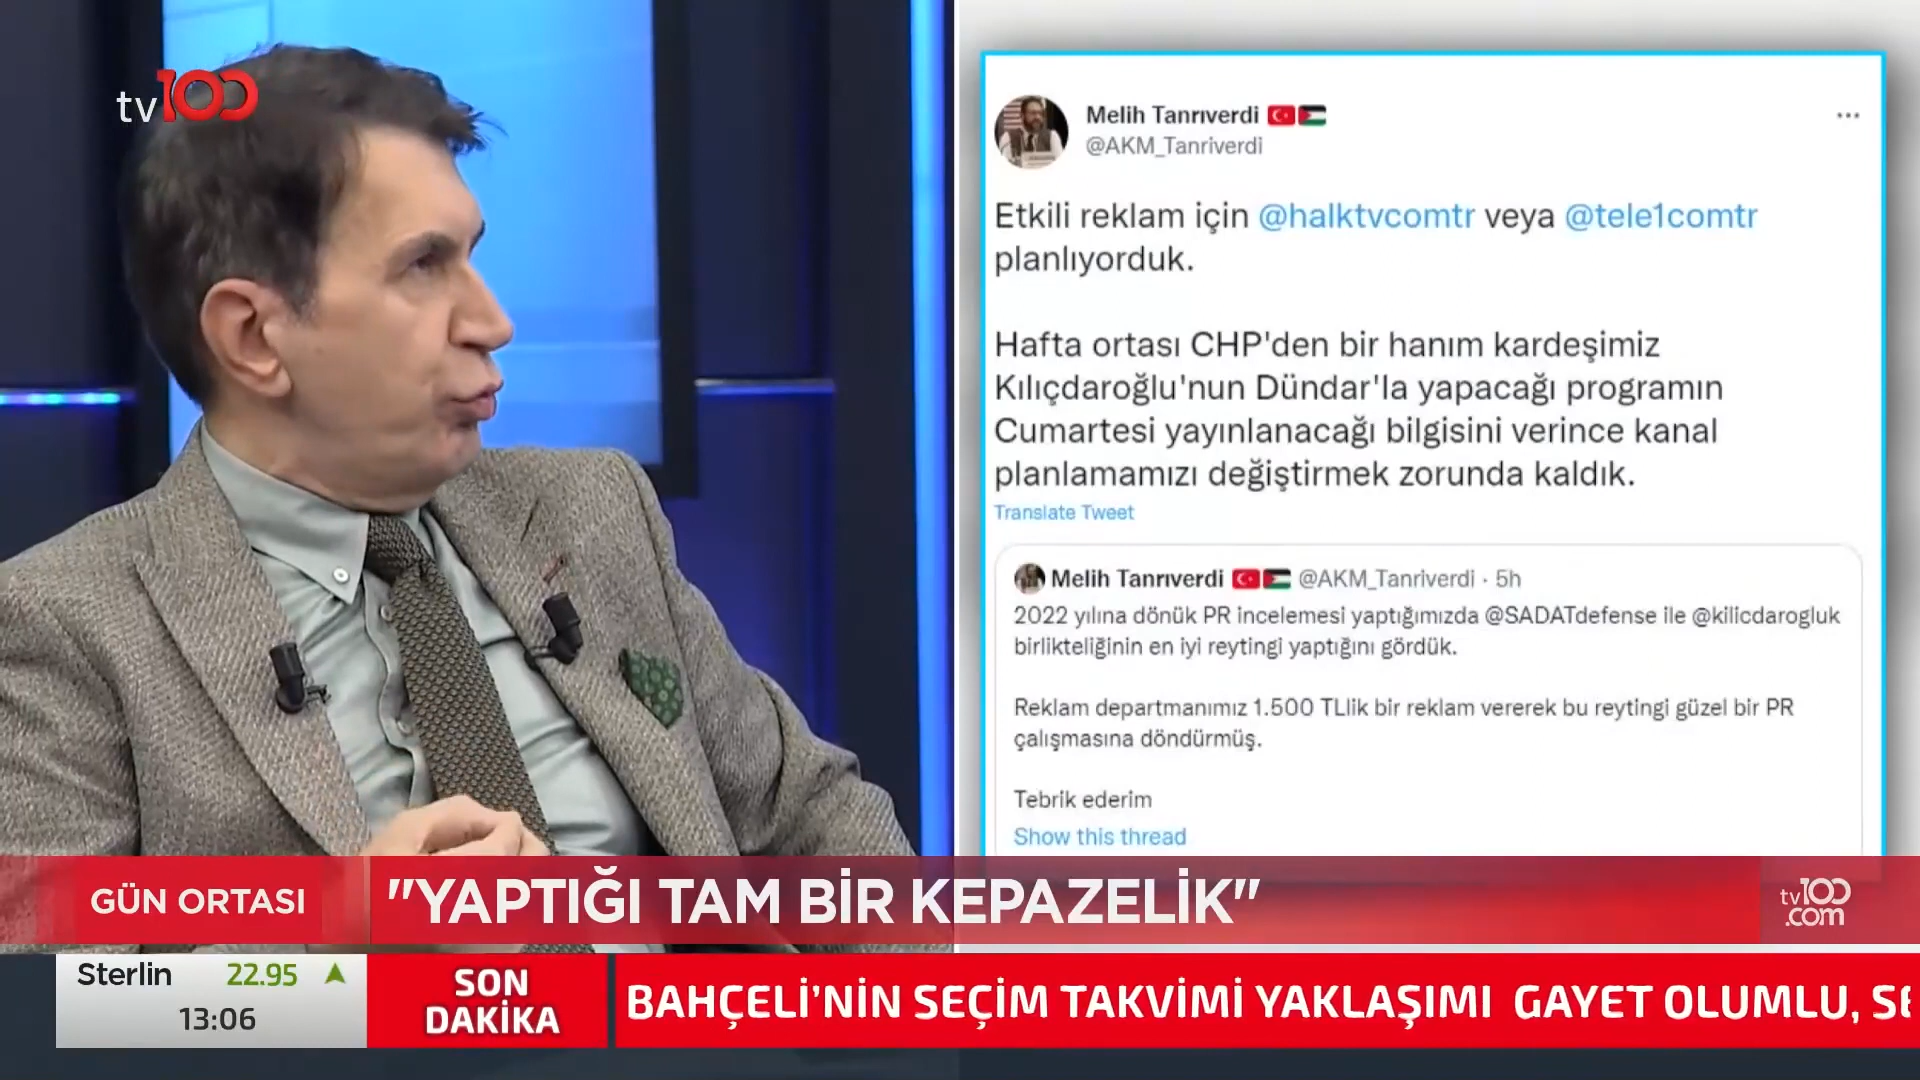 tv100
Melih Tanrıverdi
@AKM_Tanriverdi
Etkili reklam için @halktvcomtr veya @tele1comtr
planlıyorduk.
Hafta ortası CHP'den bir hanım kardeşimiz
Kılıçdaroğlu'nun Dündar'la yapacağı programın
Cumartesi yayınlanacağı bilgisini verince kanal
planlamamızı değiştirmek zorunda kaldık.
Translate Tweet
Melih Tanrıverdi @AKM_Tanriverdi · 5h
2022 yılına dönük PR incelemesi yaptığımızda @SADATdefense ile @kilicdarogluk
birlikteliğinin en iyi reytingi yaptığını gördük.
Reklam departmanımız 1.500 TLlik bir reklam vererek bu reytingi güzel bir PR
çalışmasına döndürmüş.
Tebrik ederim
Show this thread
GÜN ORTASI
"YAPTIĞI TAM BİR KEPAZELİK"
tv100
.com
Sterlin 22.95
13:06
SON
DAKİKA
BAHÇELİ'NİN SEÇİM TAKVİMİ YAKLAŞIMI GAYET OLUMLU, SE